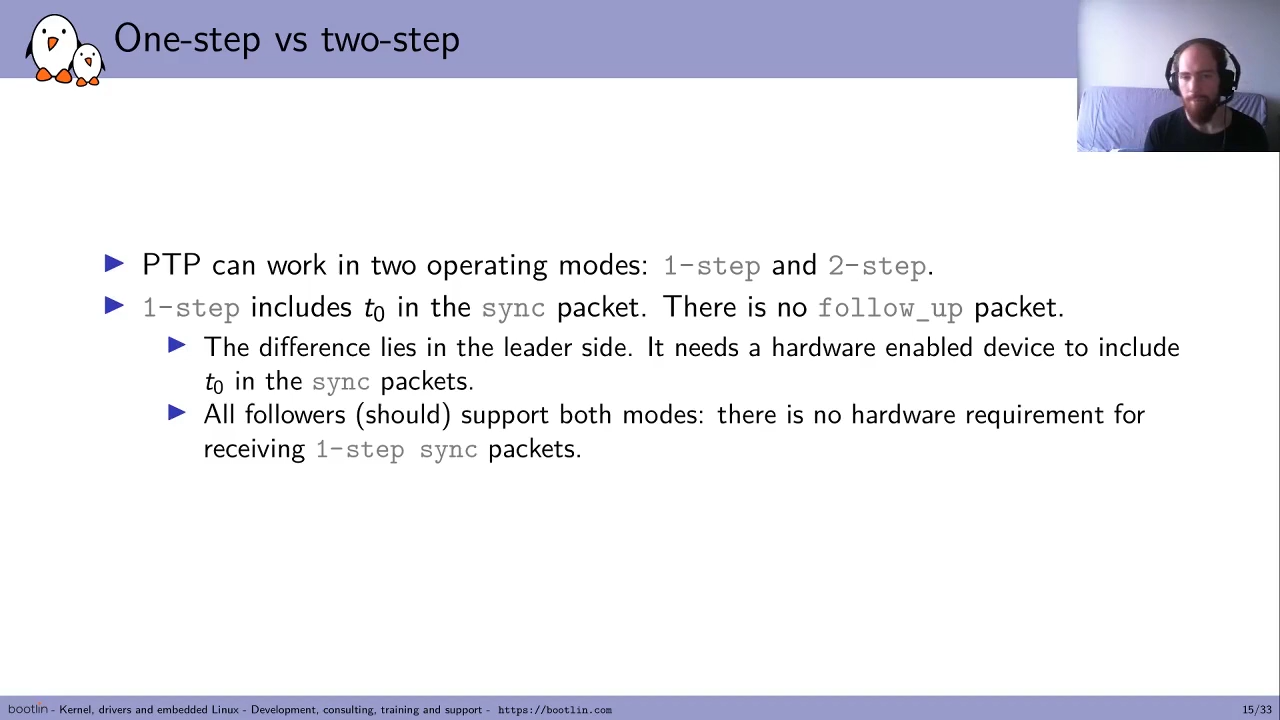 One-step vs two-step
▶ PTP can work in two operating modes: 1-step and 2-step.
▶ 1-step includes t0 in the sync packet. There is no follow_up packet.
▶ The difference lies in the leader side. It needs a hardware enabled device to include
t0 in the sync packets.
▶ All followers (should) support both modes: there is no hardware requirement for
receiving 1-step sync packets.
bootlin - Kernel, drivers and embedded Linux - Development, consulting, training and support - https://bootlin.com
15/33